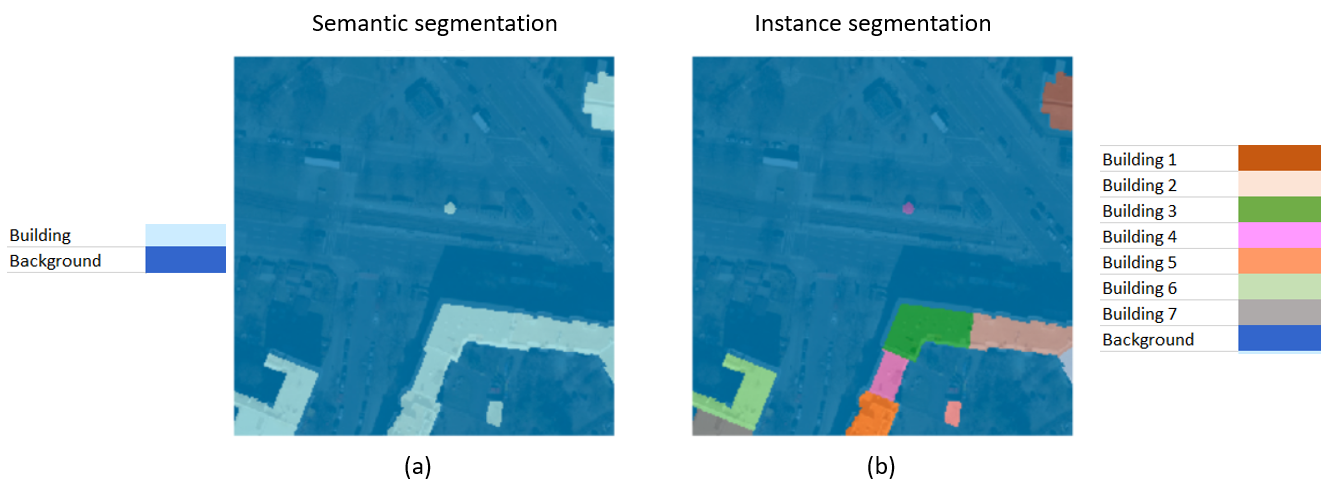 Semantic segmentation
Instance segmentation
Building
Background
Building 1
Building 2
Building 3
Building 4
Building 5
Building 6
Building 7
Background
(a)
(b)